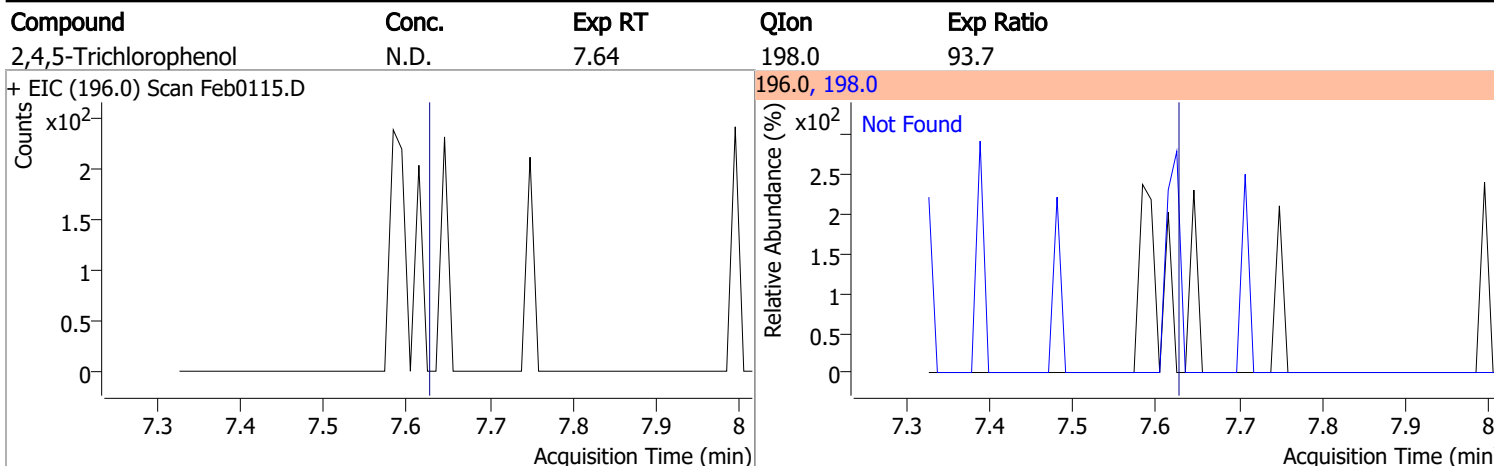 Compound Conc. Exp RT QIon Exp Ratio
2,4,5-Trichlorophenol N.D. 7.64 198.0 93.7
+ EIC (196.0) Scan Feb0115.D
Counts
x10²
2
1.5
1
0.5
0
7.3 7.4 7.5 7.6 7.7 7.8 7.9 8
Acquisition Time (min)
196.0, 198.0
Relative Abundance (%)
x10²
Not Found
2.5
2
1.5
1
0.5
0
7.3 7.4 7.5 7.6 7.7 7.8 7.9 8
Acquisition Time (min